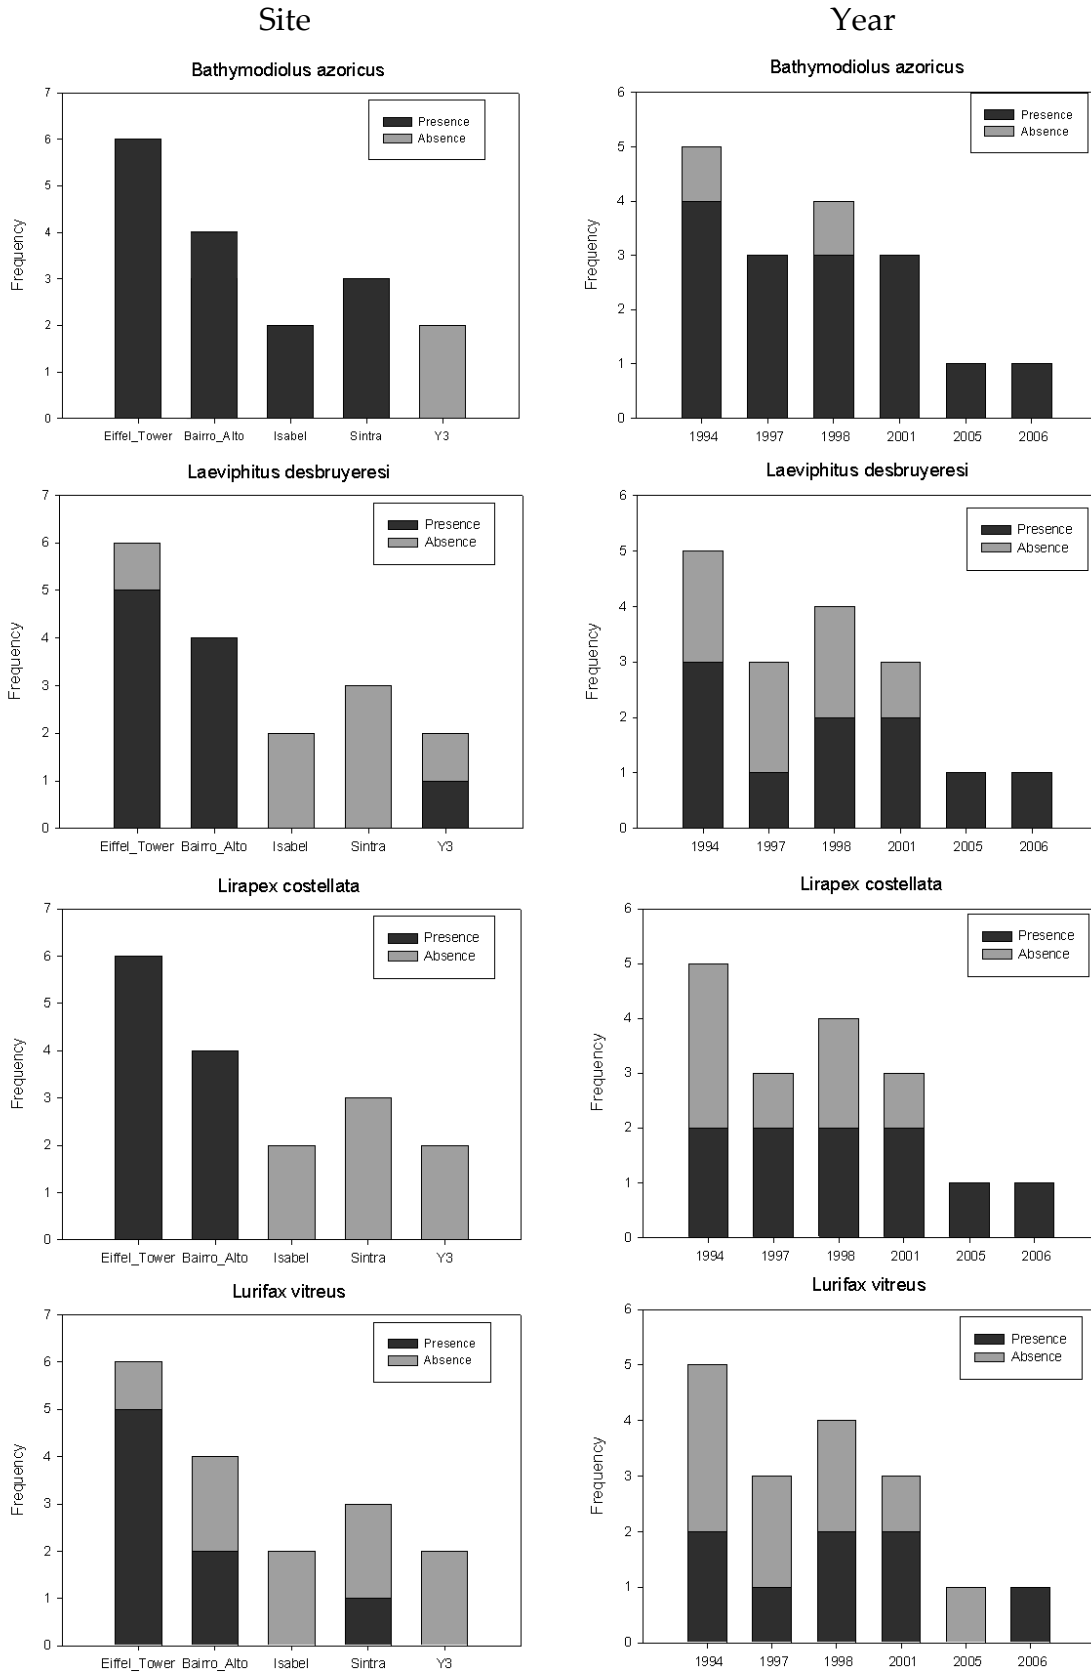 Site
Year
Bathymodiolus azoricus
7
6
5
4
3
2
1
0
Frequency
Presence
Absence
Eiffel_Tower Bairro_Alto Isabel Sintra Y3
Bathymodiolus azoricus
6
5
4
3
2
1
0
Frequency
Presence
Absence
1994 1997 1998 2001 2005 2006
Laeviphitus desbruyeresi
7
6
5
4
3
2
1
0
Frequency
Presence
Absence
Eiffel_Tower Bairro_Alto Isabel Sintra Y3
Laeviphitus desbruyeresi
6
5
4
3
2
1
0
Frequency
Presence
Absence
1994 1997 1998 2001 2005 2006
Lirapex costellata
7
6
5
4
3
2
1
0
Frequency
Presence
Absence
Eiffel_Tower Bairro_Alto Isabel Sintra Y3
Lirapex costellata
6
5
4
3
2
1
0
Frequency
Presence
Absence
1994 1997 1998 2001 2005 2006
Lurifax vitreus
7
6
5
4
3
2
1
0
Frequency
Presence
Absence
Eiffel_Tower Bairro_Alto Isabel Sintra Y3
Lurifax vitreus
6
5
4
3
2
1
0
Frequency
Presence
Absence
1994 1997 1998 2001 2005 2006